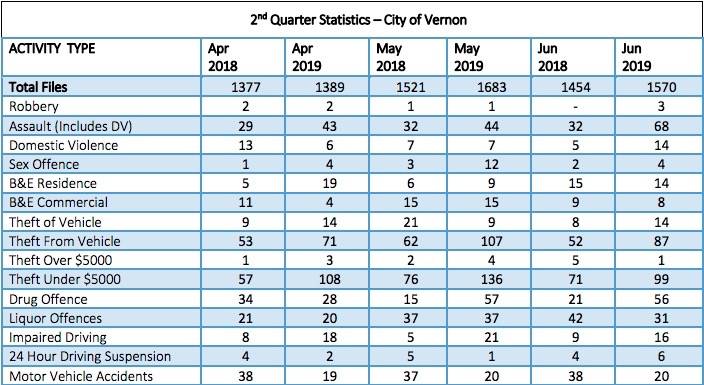 2nd Quarter Statistics – City of Vernon
ACTIVITY TYPE Apr 2018 Apr 2019 May 2018 May 2019 Jun 2018 Jun 2019
Total Files 1377 1389 1521 1683 1454 1570
Robbery 2 2 1 1 - 3
Assault (Includes DV) 29 43 32 44 32 68
Domestic Violence 13 6 7 7 5 14
Sex Offence 1 4 3 12 2 4
B&E Residence 5 19 6 9 15 14
B&E Commercial 11 4 15 15 9 8
Theft of Vehicle 9 14 21 9 8 14
Theft From Vehicle 53 71 62 107 52 87
Theft Over $5000 1 3 2 4 5 1
Theft Under $5000 57 108 76 136 71 99
Drug Offence 34 28 15 57 21 56
Liquor Offences 21 20 37 37 42 31
Impaired Driving 8 18 5 21 9 16
24 Hour Driving Suspension 4 2 5 1 4 6
Motor Vehicle Accidents 38 19 37 20 38 20